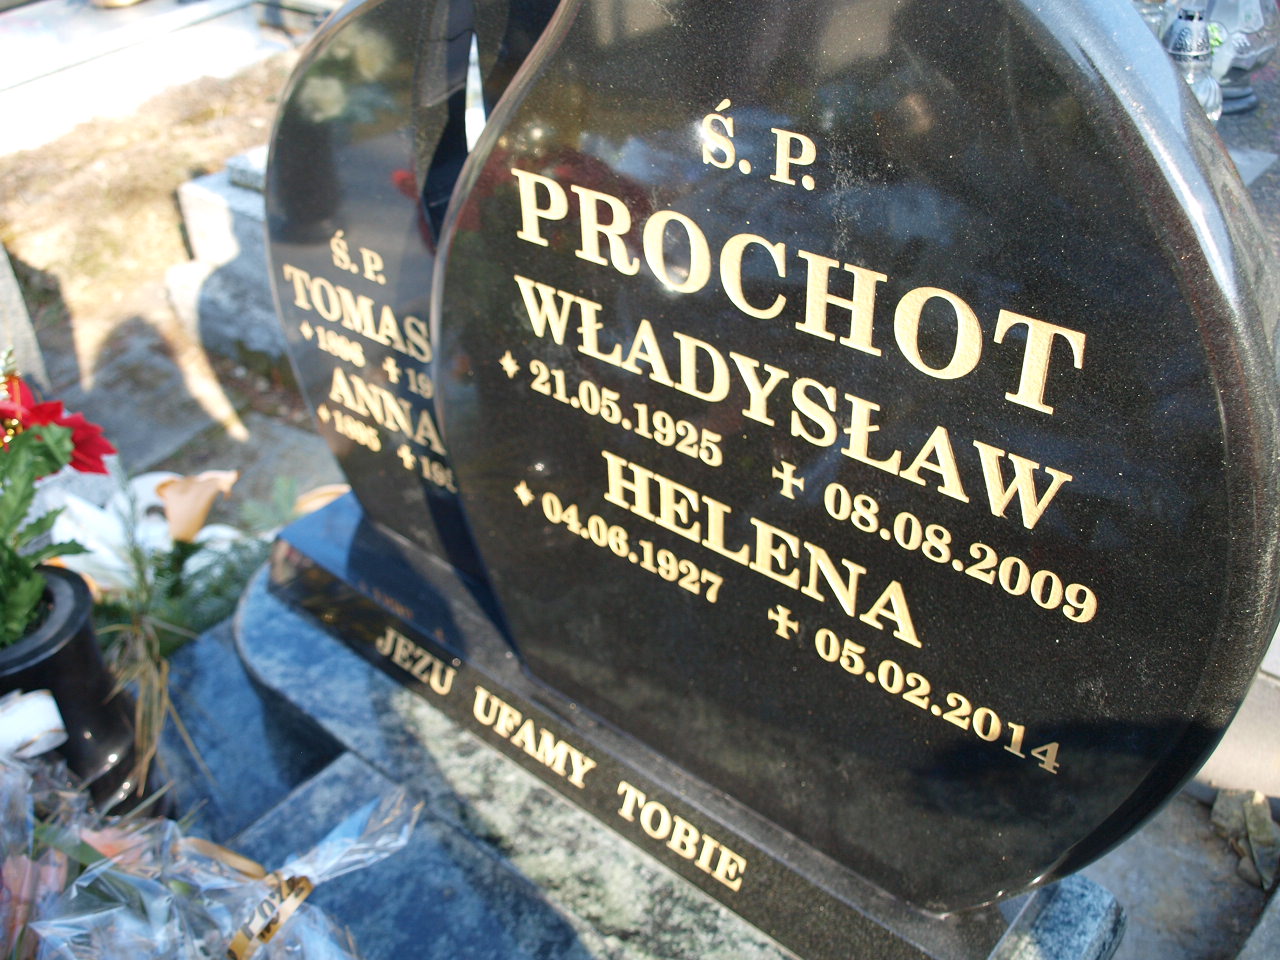 Ś. P.
TOMAS
Ś. P.
PROCHOT
WŁADYSŁAW
21.05.1925 ✝ 08.08.2009
HELENA
04.06.1927 ✝ 05.02.2014
ANNA
JEZU UFAMY TOBIE